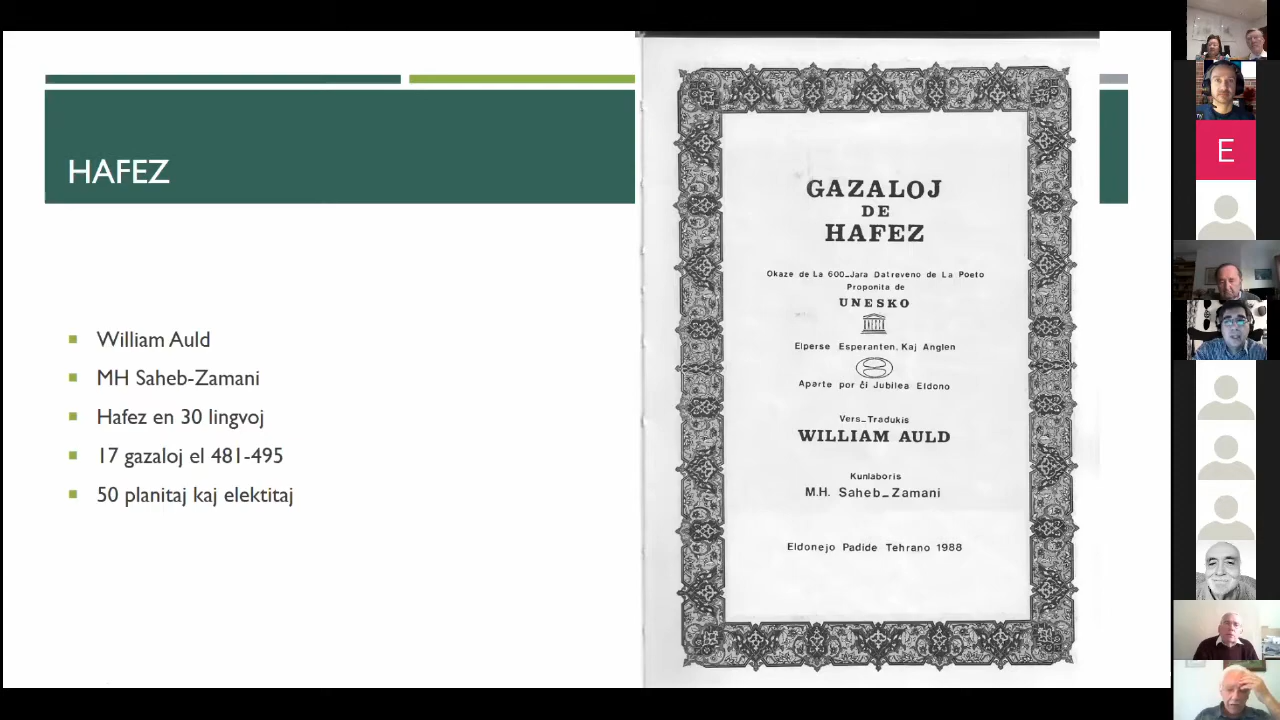 HAFEZ
William Auld
MH Saheb-Zamani
Hafez en 30 lingvoj
17 gazaloj el 481-495
50 planitaj kaj elektitaj
GAZALOJ
DE
HAFEZ
Okaze de La 600_Jara Datreveno de La Poeto
Proponita de
UNESKO
Elperse Esperanten, Kaj Anglen
Aparte por ĉi Jubilea Eldono
Vers_Tradukis
WILLIAM AULD
Kunlaboris
M.H. Saheb_Zamani
Eldonejo Padide Tehrano 1988
E